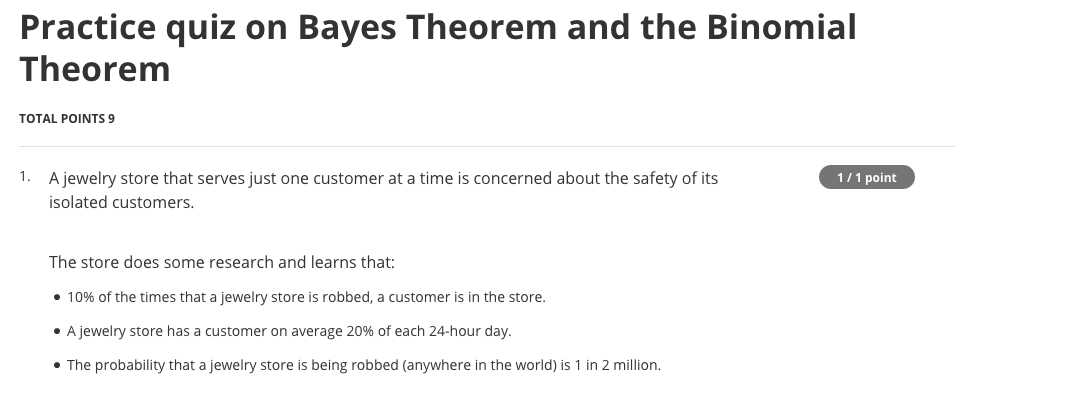 Practice quiz on Bayes Theorem and the Binomial
Theorem
TOTAL POINTS 9
1. A jewelry store that serves just one customer at a time is concerned about the safety of its
isolated customers.
1 / 1 point
The store does some research and learns that:
• 10% of the times that a jewelry store is robbed, a customer is in the store.
• A jewelry store has a customer on average 20% of each 24-hour day.
• The probability that a jewelry store is being robbed (anywhere in the world) is 1 in 2 million.